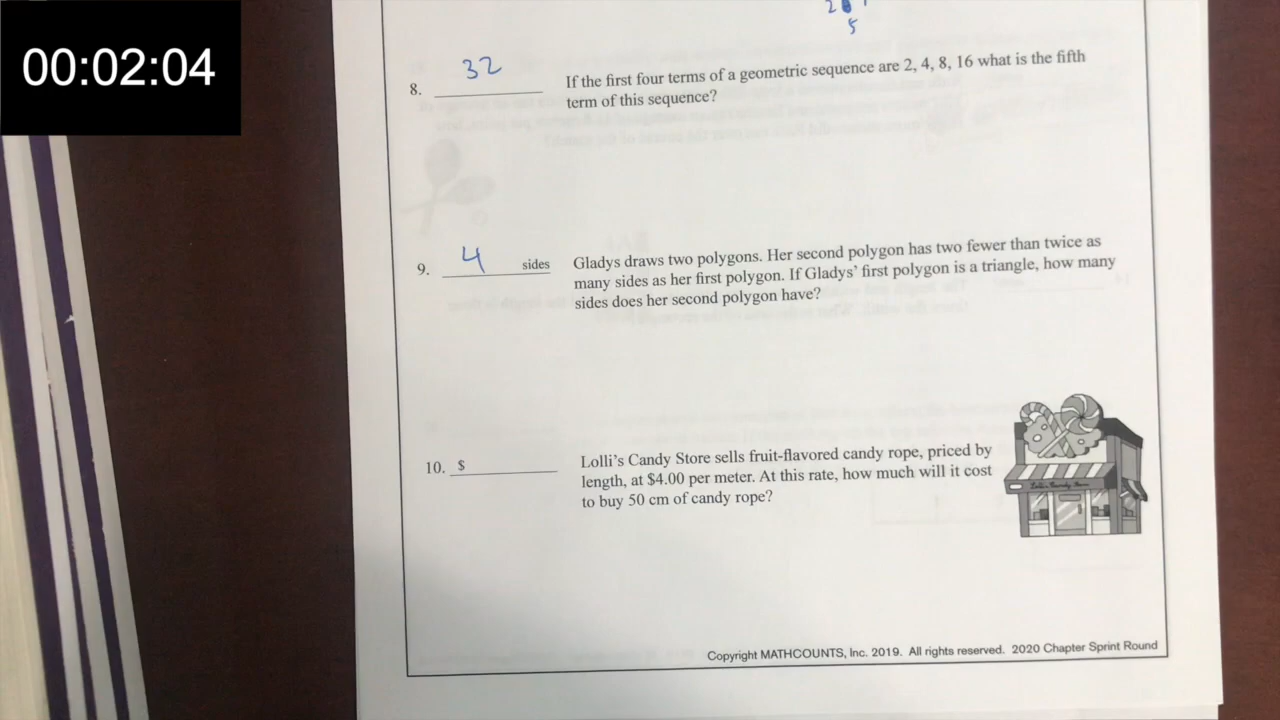 00:02:04
5
8. 32 If the first four terms of a geometric sequence are 2, 4, 8, 16 what is the fifth
term of this sequence?
9. 4 sides Gladys draws two polygons. Her second polygon has two fewer than twice as
many sides as her first polygon. If Gladys' first polygon is a triangle, how many
sides does her second polygon have?
10. $ Lolli's Candy Store sells fruit-flavored candy rope, priced by
length, at $4.00 per meter. At this rate, how much will it cost
to buy 50 cm of candy rope?
Lolli's Candy Store
Copyright MATHCOUNTS, Inc. 2019. All rights reserved. 2020 Chapter Sprint Round